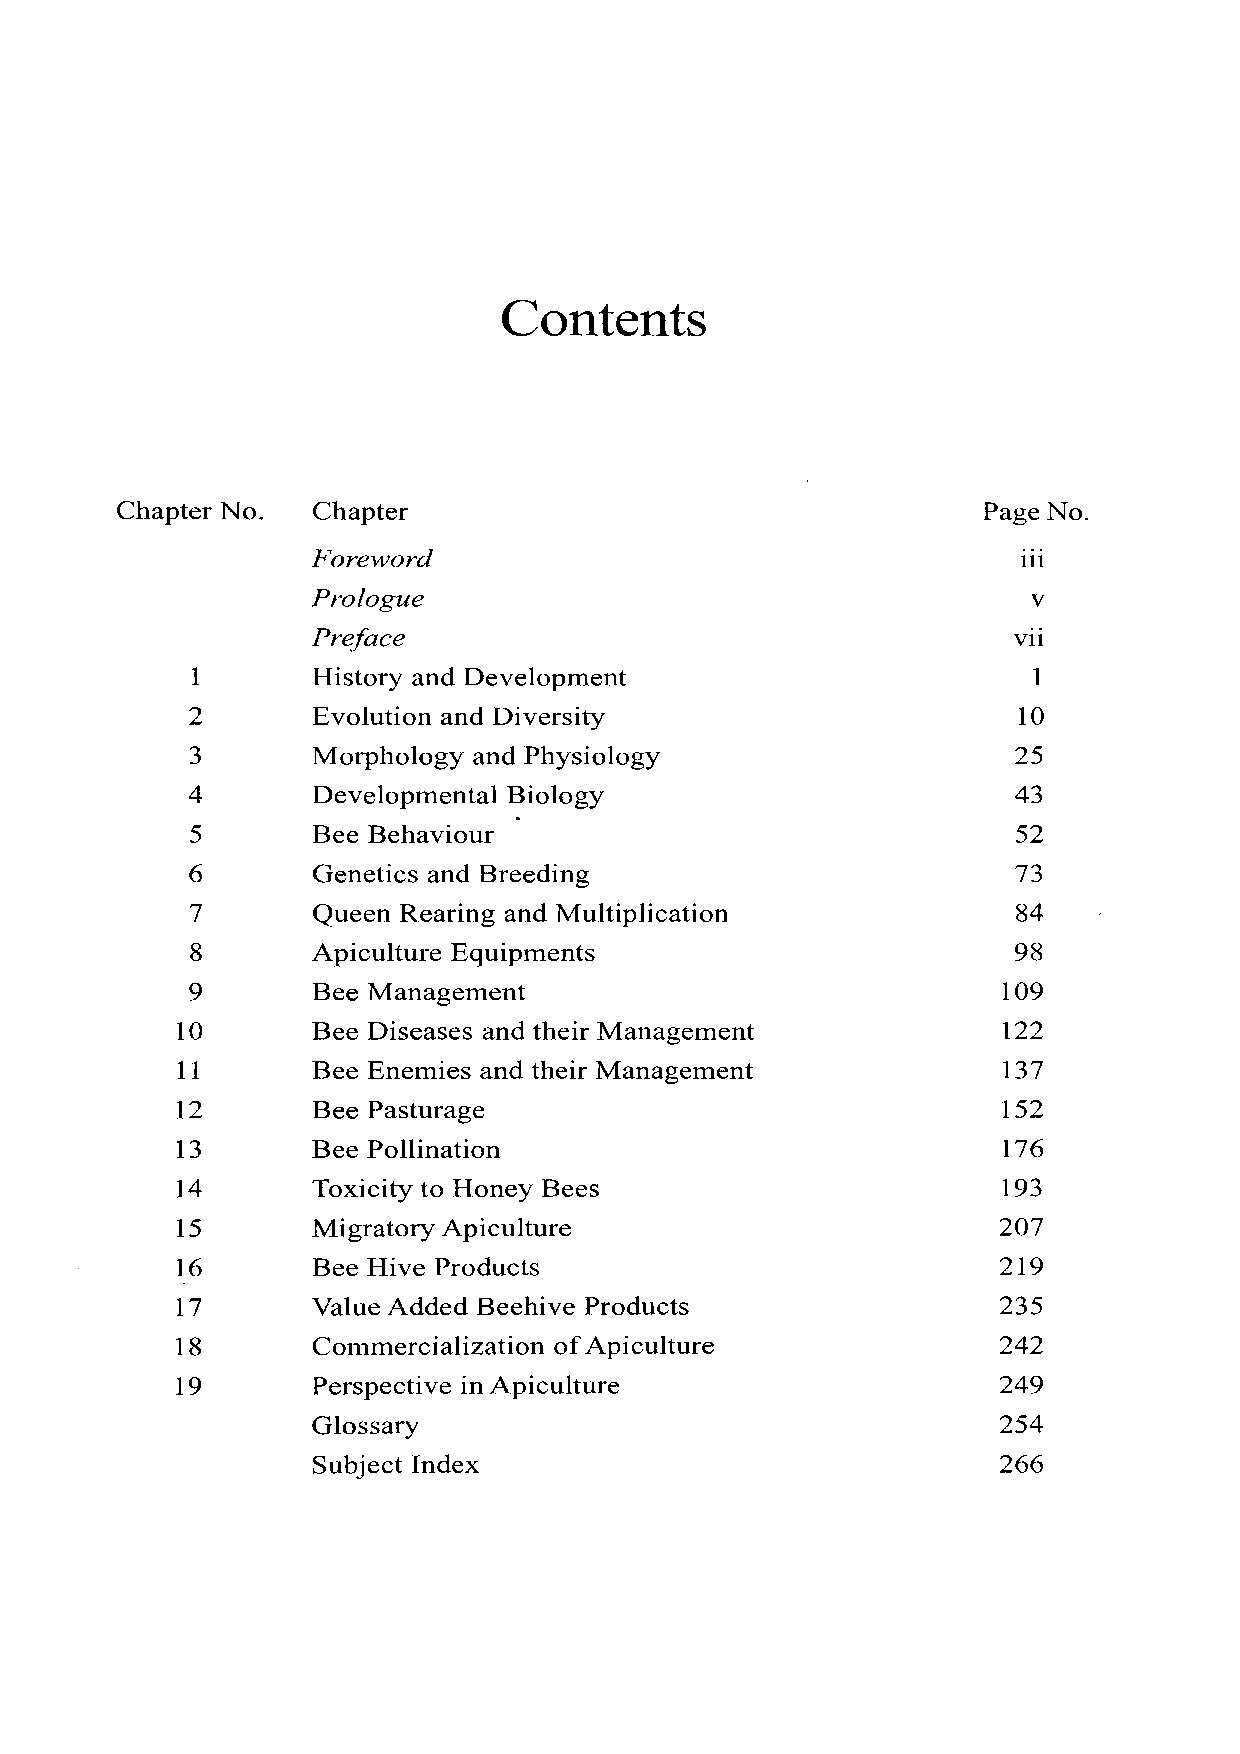 Contents
Chapter No. Chapter Page No.
Foreword iii
Prologue v
Preface vii
1 History and Development 1
2 Evolution and Diversity 10
3 Morphology and Physiology 25
4 Developmental Biology 43
5 Bee Behaviour 52
6 Genetics and Breeding 73
7 Queen Rearing and Multiplication 84
8 Apiculture Equipments 98
9 Bee Management 109
10 Bee Diseases and their Management 122
11 Bee Enemies and their Management 137
12 Bee Pasturage 152
13 Bee Pollination 176
14 Toxicity to Honey Bees 193
15 Migratory Apiculture 207
16 Bee Hive Products 219
17 Value Added Beehive Products 235
18 Commercialization of Apiculture 242
19 Perspective in Apiculture 249
Glossary 254
Subject Index 266